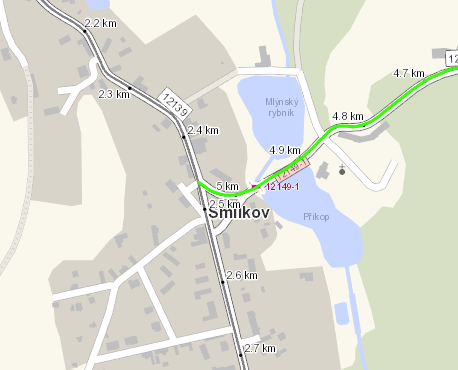 2.2 km
4.7 km
12
2.3 km
12139
Mlýnský
rybník
4.8 km
2.4 km
4.9 km
12149-1
5 km
12149-1
2.5 km
Smilkov
Příkop
2.6 km
2.7 km